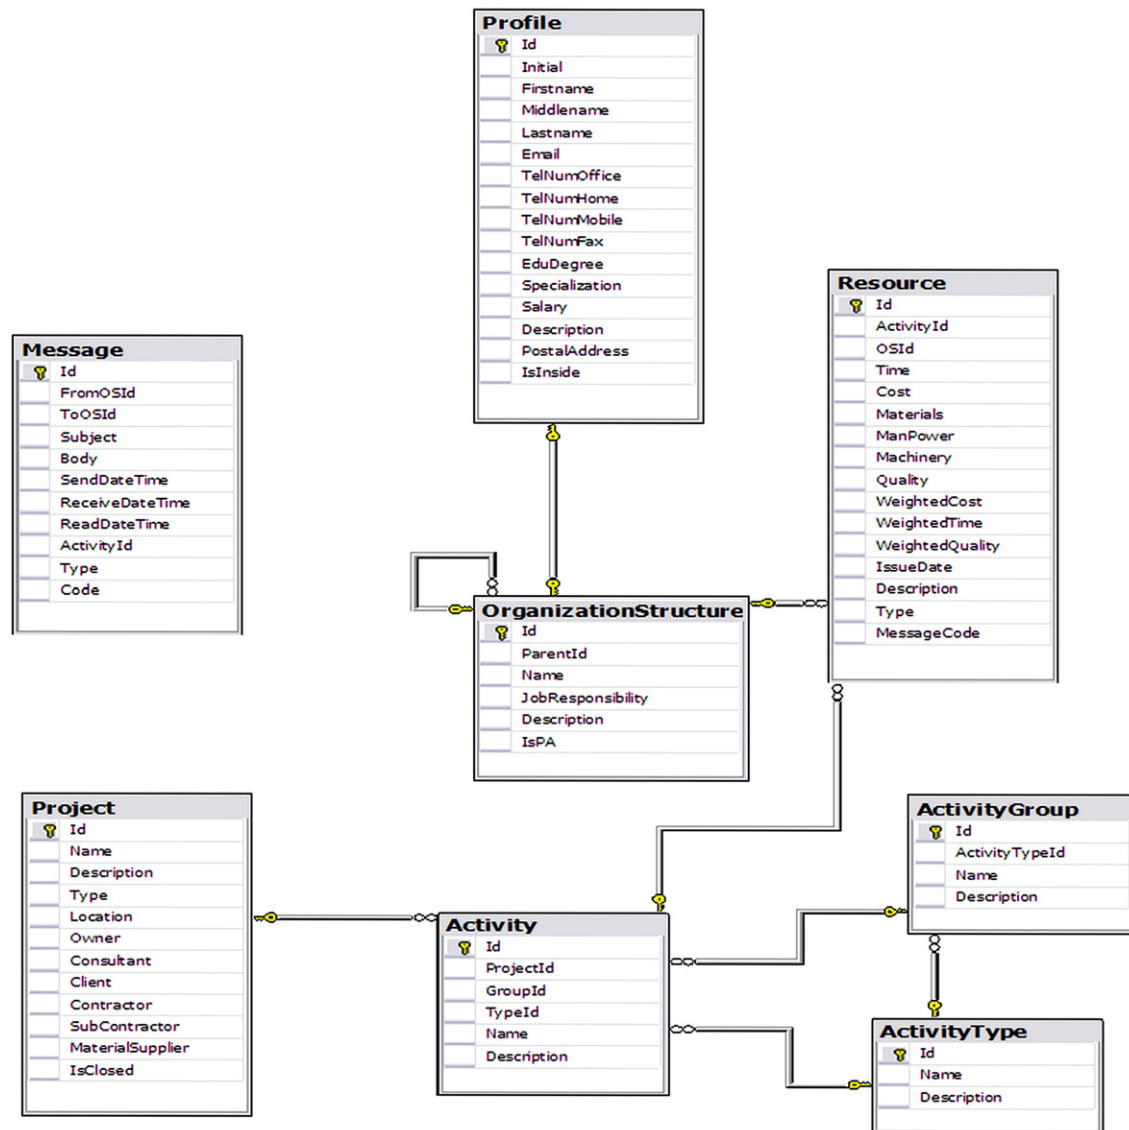 Profile
Id
Initial
Firstname
Middlename
Lastname
Email
TelNumOffice
TelNumHome
TelNumMobile
TelNumFax
EduDegree
Specialization
Salary
Description
PostalAddress
IsInside
Resource
Id
ActivityId
OSId
Time
Cost
Materials
ManPower
Machinery
Quality
WeightedCost
WeightedTime
WeightedQuality
IssueDate
Description
Type
MessageCode
Message
Id
FromOSId
ToOSId
Subject
Body
SendDateTime
ReceiveDateTime
ReadDateTime
ActivityId
Type
Code
OrganizationStructure
Id
ParentId
Name
JobResponsibility
Description
IsPA
Project
Id
Name
Description
Type
Location
Owner
Consultant
Client
Contractor
SubContractor
MaterialSupplier
IsClosed
Activity
Id
ProjectId
GroupId
TypeId
Name
Description
ActivityGroup
Id
ActivityTypeId
Name
Description
ActivityType
Id
Name
Description